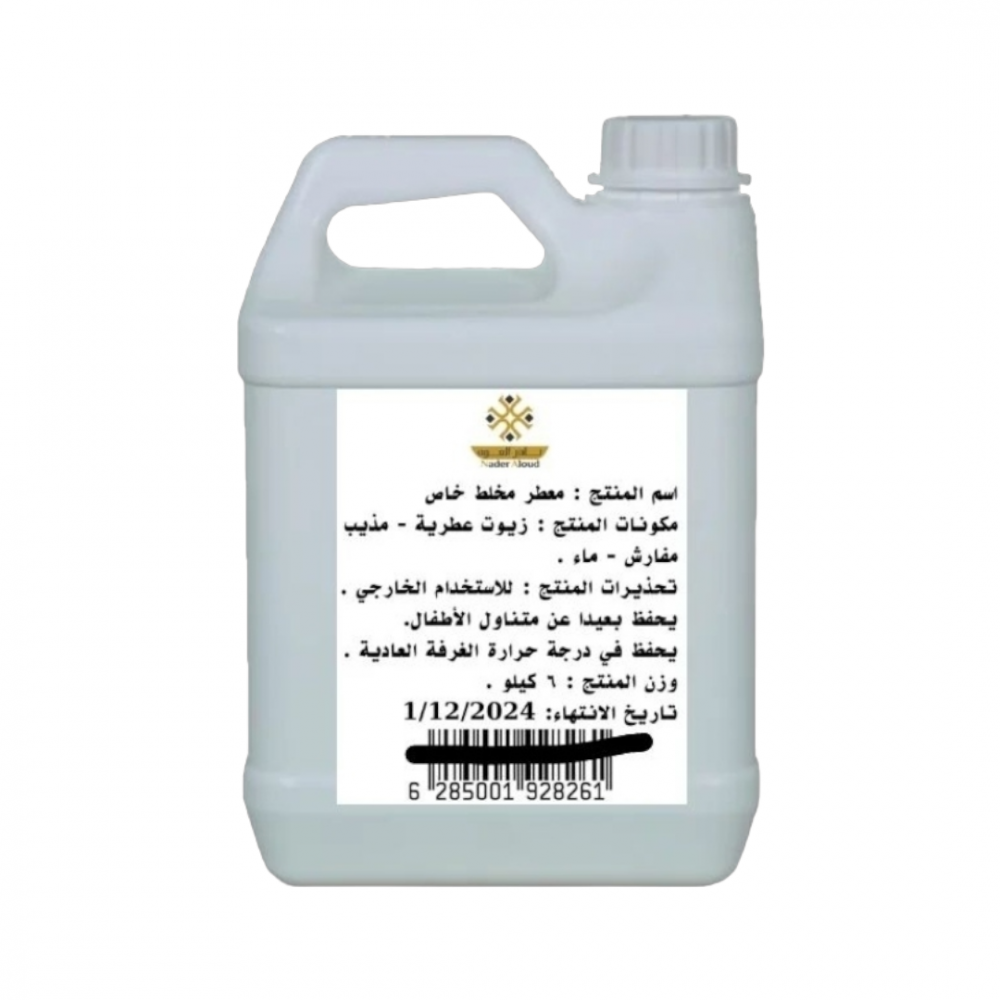 نادر العود
Nader Aloud
اسم المنتج : معطر مخلط خاص
مكونات المنتج : زيوت عطرية - مذيب
مفارش - ماء .
تحذيرات المنتج : للاستخدام الخارجي .
يحفظ بعيدا عن متناول الأطفال.
يحفظ في درجة حرارة الغرفة العادية .
وزن المنتج : ٦ كيلو .
تاريخ الانتهاء: 1/12/2024
6 285001 928261